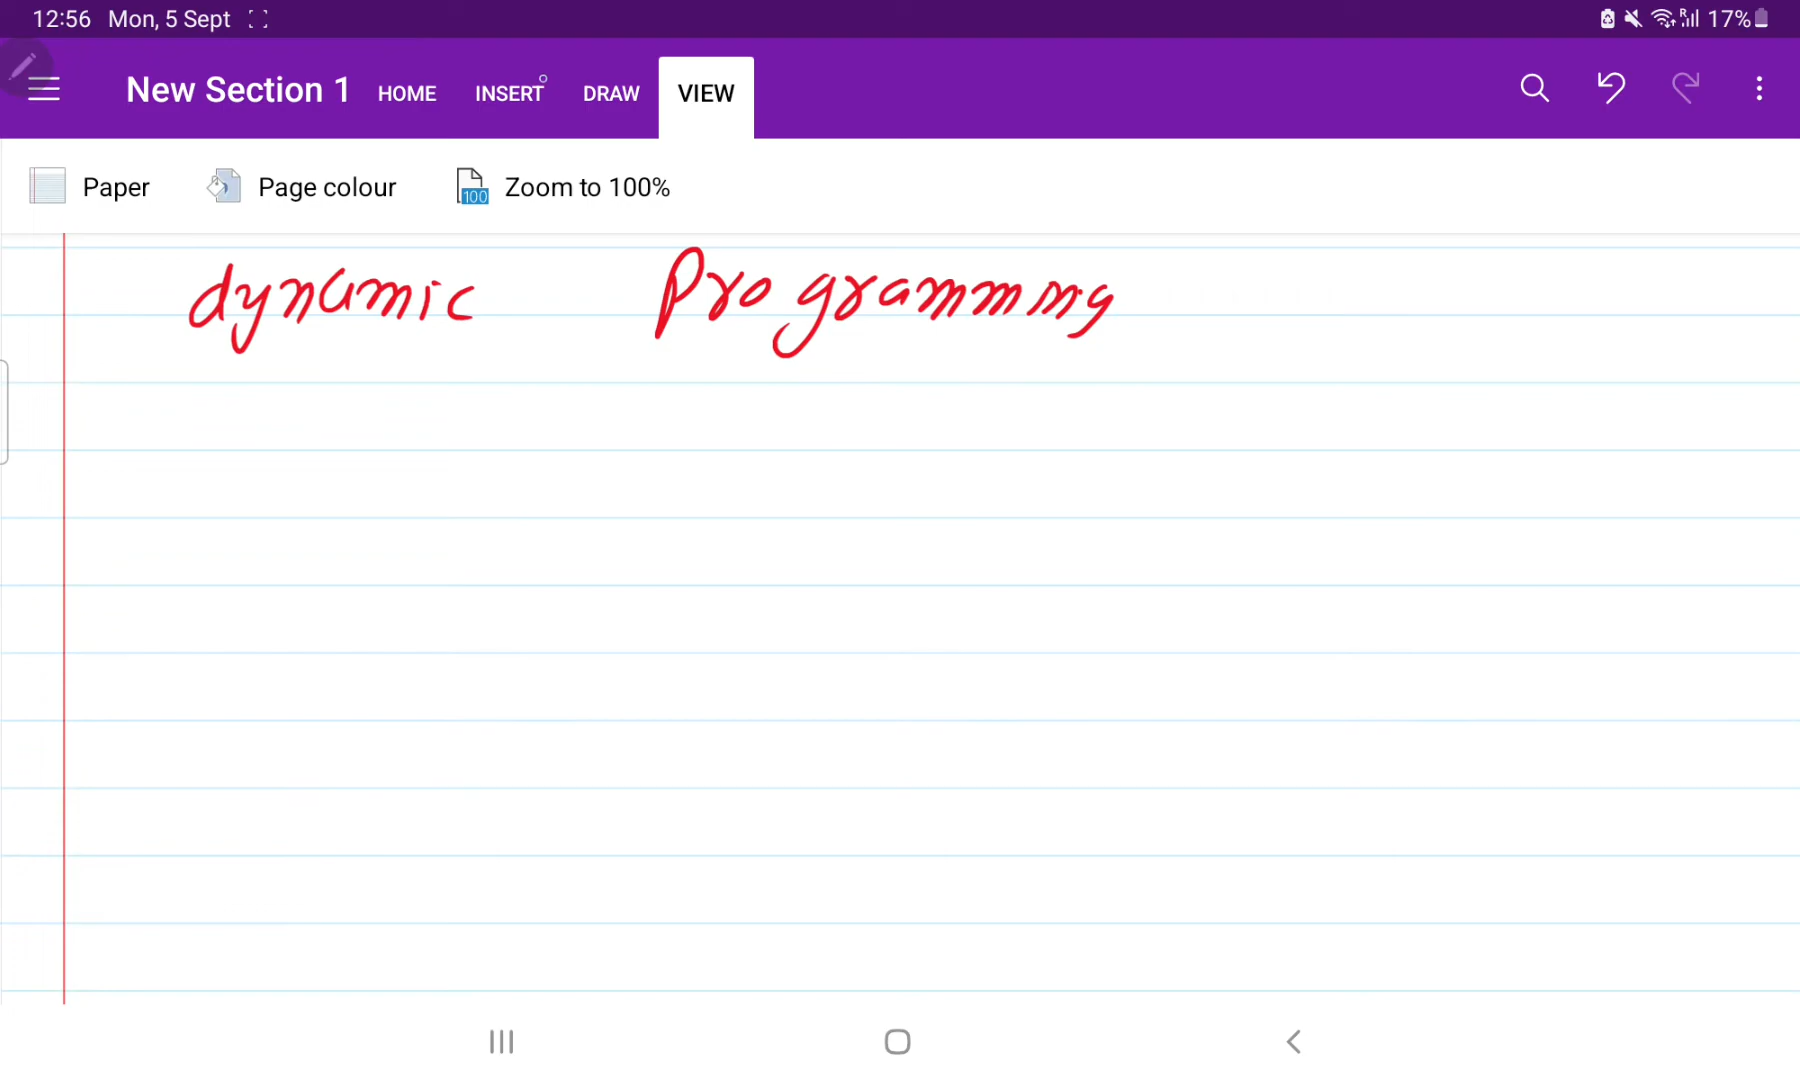 12:56 Mon, 5 Sept 17%
New Section 1 HOME INSERT DRAW VIEW
Paper Page colour 100 Zoom to 100%
dynamic Programming